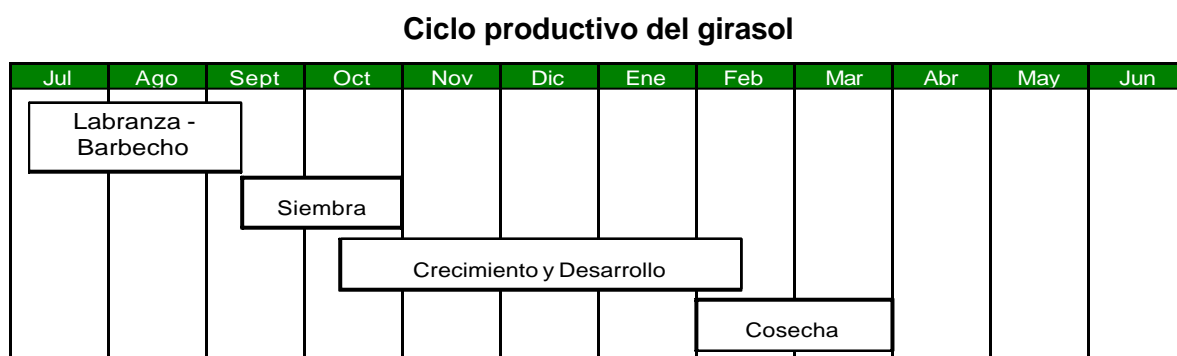 Ciclo productivo del girasol
Jul Ago Sept Oct Nov Dic Ene Feb Mar Abr May Jun
Labranza -
Barbecho
Siembra
Crecimiento y Desarrollo
Cosecha